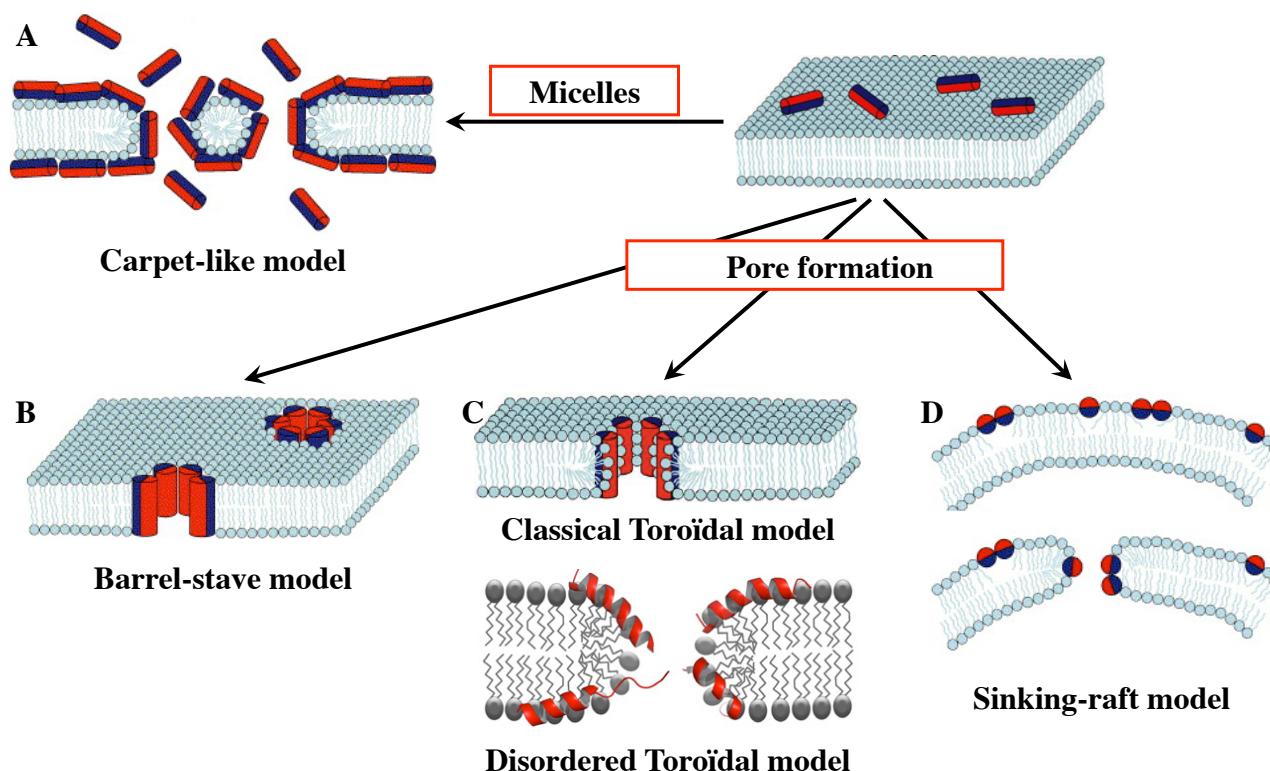 A
Micelles
Carpet-like model
Pore formation
B
C
D
Classical Toroïdal model
Barrel-stave model
Sinking-raft model
Disordered Toroïdal model